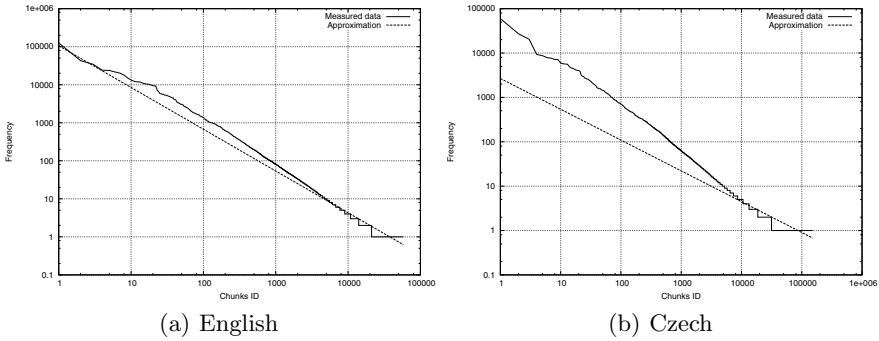 1e+006
100000
10000
1000
100
10
1
0.1
Frequency
Measured data
Approximation
1 10 100 1000 10000 100000
Chunks ID
(a) English
100000
10000
1000
100
10
1
0.1
Frequency
Measured data
Approximation
1 10 100 1000 10000 100000 1e+006
Chunks ID
(b) Czech